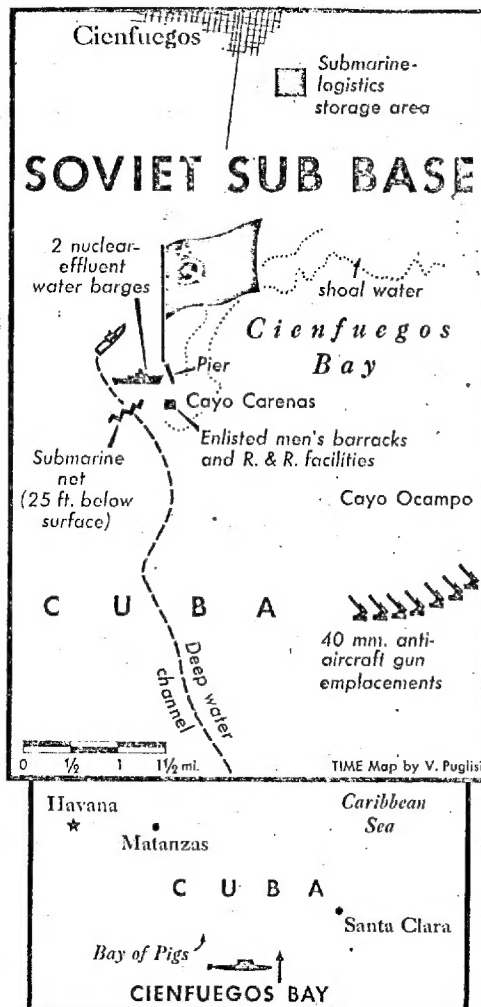 Cienfuegos
Submarine-
logistics
storage area
SOVIET SUB BASE
2 nuclear-
effluent
water barges
shoal water
Cienfuegos
Bay
Pier
Cayo Carenas
Enlisted men's barracks
and R. & R. facilities
Submarine
net
(25 ft. below
surface)
Cayo Ocampo
CUBA
40 mm. anti-
aircraft gun
emplacements
Deep water
channel
0 1/2 1 1 1/2 mi.
TIME Map by V. Puglisi
Havana
Caribbean
Sea
Matanzas
CUBA
Santa Clara
Bay of Pigs
CIENFUEGOS BAY